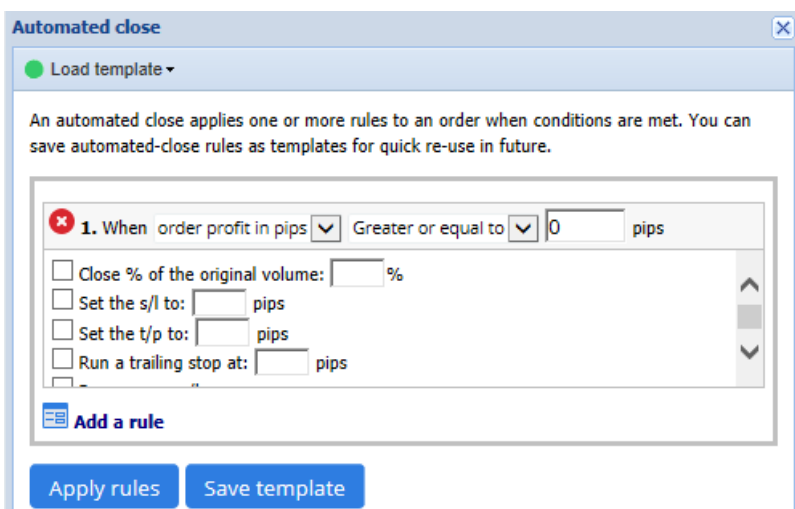 Automated close
Load template
An automated close applies one or more rules to an order when conditions are met. You can
save automated-close rules as templates for quick re-use in future.
1. When order profit in pips Greater or equal to 0 pips
Close % of the original volume: %
Set the s/l to: pips
Set the t/p to: pips
Run a trailing stop at: pips
Add a rule
Apply rules Save template